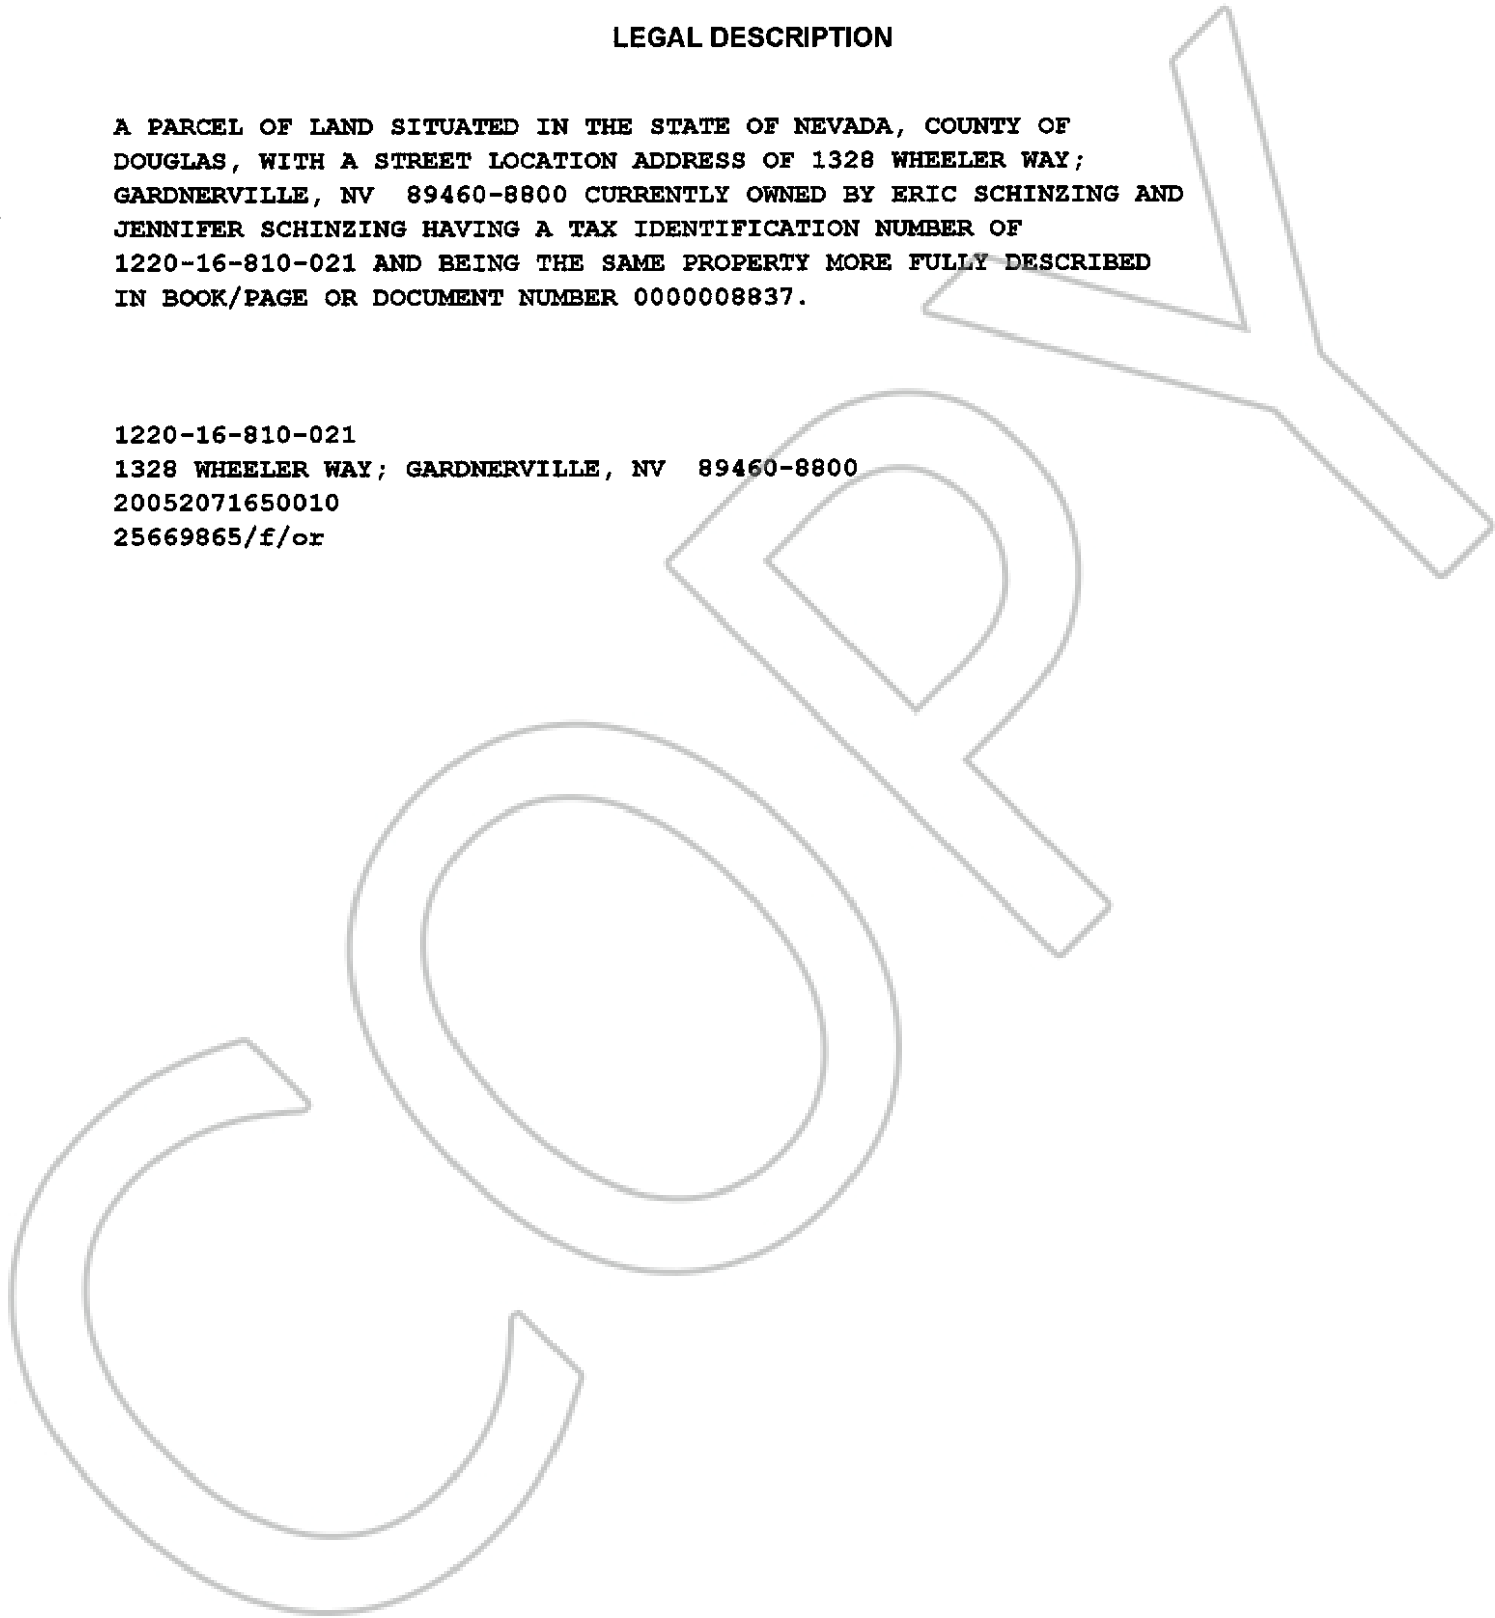 LEGAL DESCRIPTION
A PARCEL OF LAND SITUATED IN THE STATE OF NEVADA, COUNTY OF
DOUGLAS, WITH A STREET LOCATION ADDRESS OF 1328 WHEELER WAY;
GARDNERVILLE, NV  89460-8800 CURRENTLY OWNED BY ERIC SCHINZING AND
JENNIFER SCHINZING HAVING A TAX IDENTIFICATION NUMBER OF
1220-16-810-021 AND BEING THE SAME PROPERTY MORE FULLY DESCRIBED
IN BOOK/PAGE OR DOCUMENT NUMBER 0000008837.
1220-16-810-021
1328 WHEELER WAY; GARDNERVILLE, NV  89460-8800
20052071650010
25669865/f/or
COPY